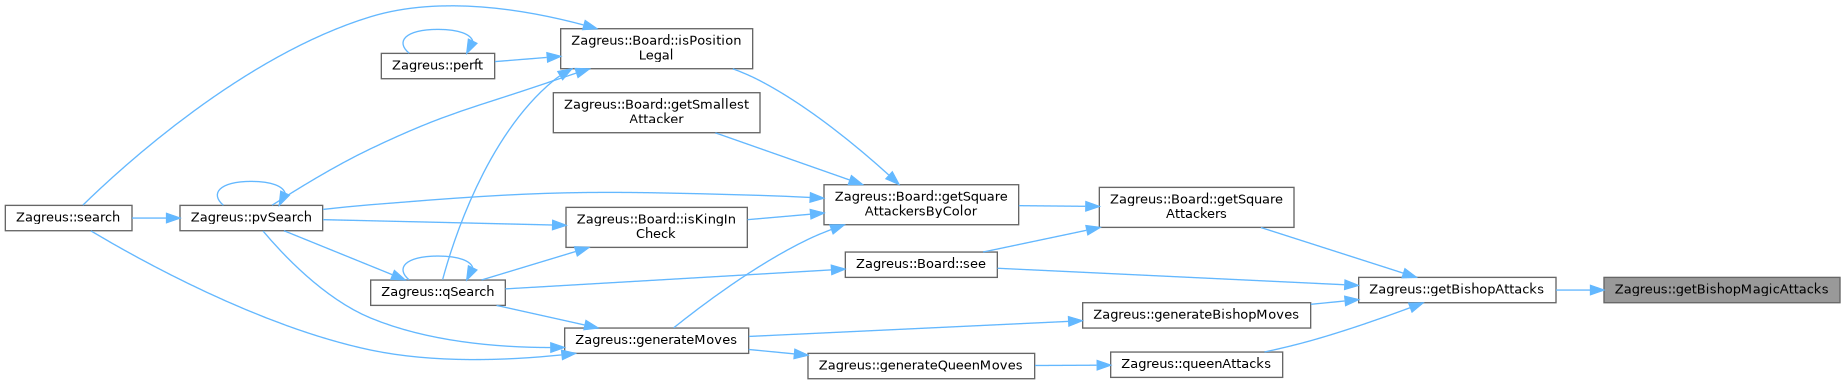 Zagreus::Board::isPosition
Legal
Zagreus::perft
Zagreus::Board::getSmallest
Attacker
Zagreus::search
Zagreus::pvSearch
Zagreus::Board::isKingIn
Check
Zagreus::Board::getSquare
AttackersByColor
Zagreus::Board::getSquare
Attackers
Zagreus::qSearch
Zagreus::Board::see
Zagreus::getBishopAttacks
Zagreus::getBishopMagicAttacks
Zagreus::generateBishopMoves
Zagreus::generateMoves
Zagreus::generateQueenMoves
Zagreus::queenAttacks